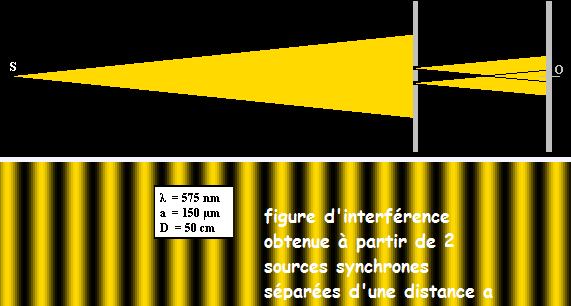 S
O
λ = 575 nm
a = 150 µm
D = 50 cm
figure d'interférence
obtenue à partir de 2
sources synchrones
séparées d'une distance a